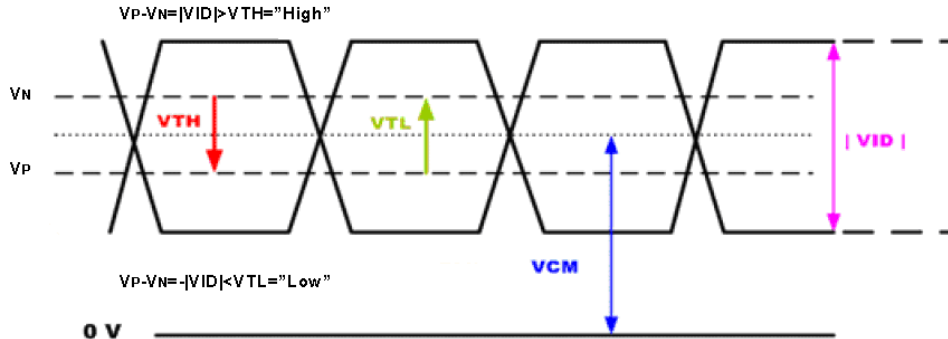 VP-VN=|VID|>VTH="High"
VN
VTH
VTL
| VID |
VP
VCM
VP-VN=-|VID|<VTL="Low"
0 V